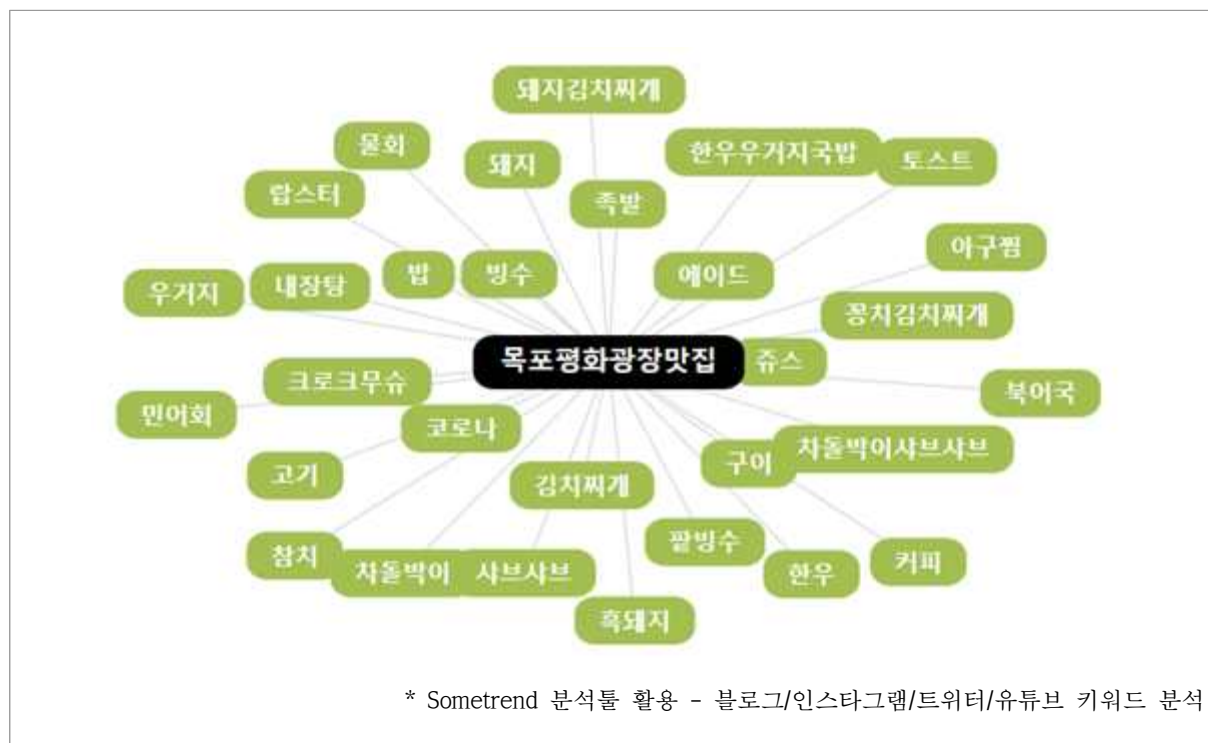 돼지김치찌개
물회
돼지
한우우거지국밥
토스트
랍스터
족발
아구찜
우거지
내장탕
밥
빙수
에이드
꽁치김치찌개
목포평화광장맛집
쥬스
크로크무슈
북어국
민어회
코로나
고기
김치찌개
구이
차돌박이샤브샤브
참치
차돌박이
샤브샤브
팥빙수
한우
커피
흑돼지
* Sometrend 분석툴 활용 - 블로그/인스타그램/트위터/유튜브 키워드 분석